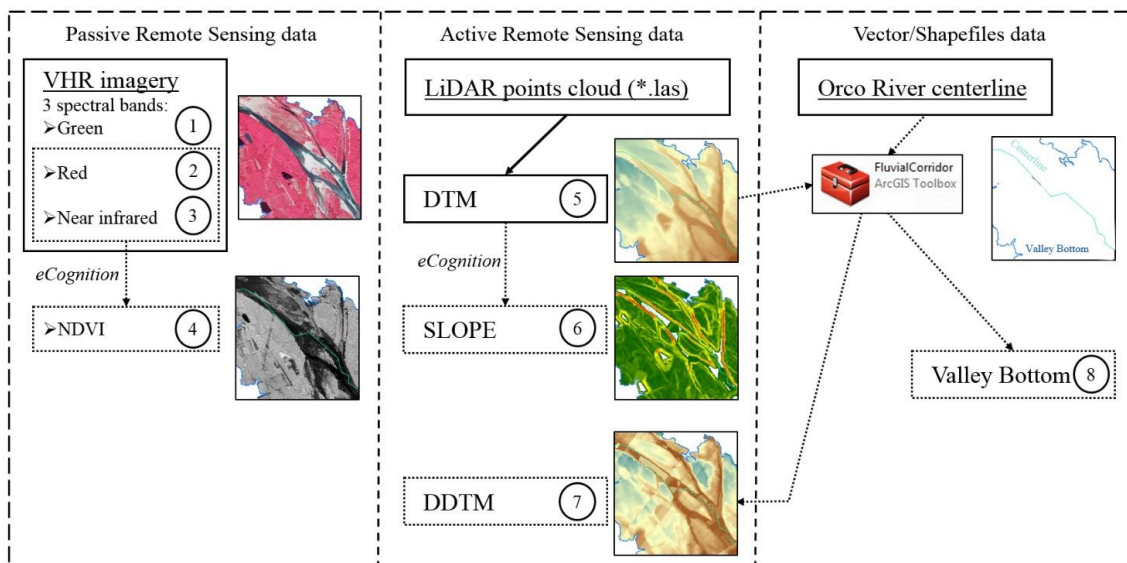 Passive Remote Sensing data
VHR imagery
3 spectral bands:
➢Green 1
➢Red 2
➢Near infrared 3
eCognition
➢NDVI 4
Active Remote Sensing data
LiDAR points cloud (*.las)
DTM 5
eCognition
SLOPE 6
DDTM 7
Vector/Shapefiles data
Orco River centerline
FluvialCorridor
ArcGIS Toolbox
Centerline
Valley Bottom
Valley Bottom 8